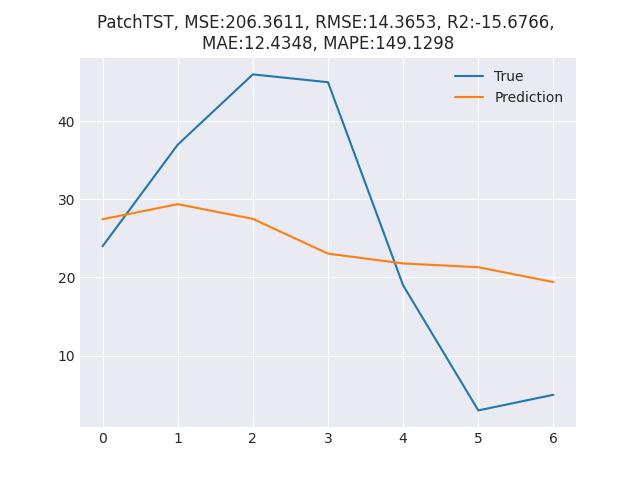 PatchTST, MSE:206.3611, RMSE:14.3653, R2:-15.6766,
MAE:12.4348, MAPE:149.1298
True
Prediction
40
30
20
10
0 1 2 3 4 5 6